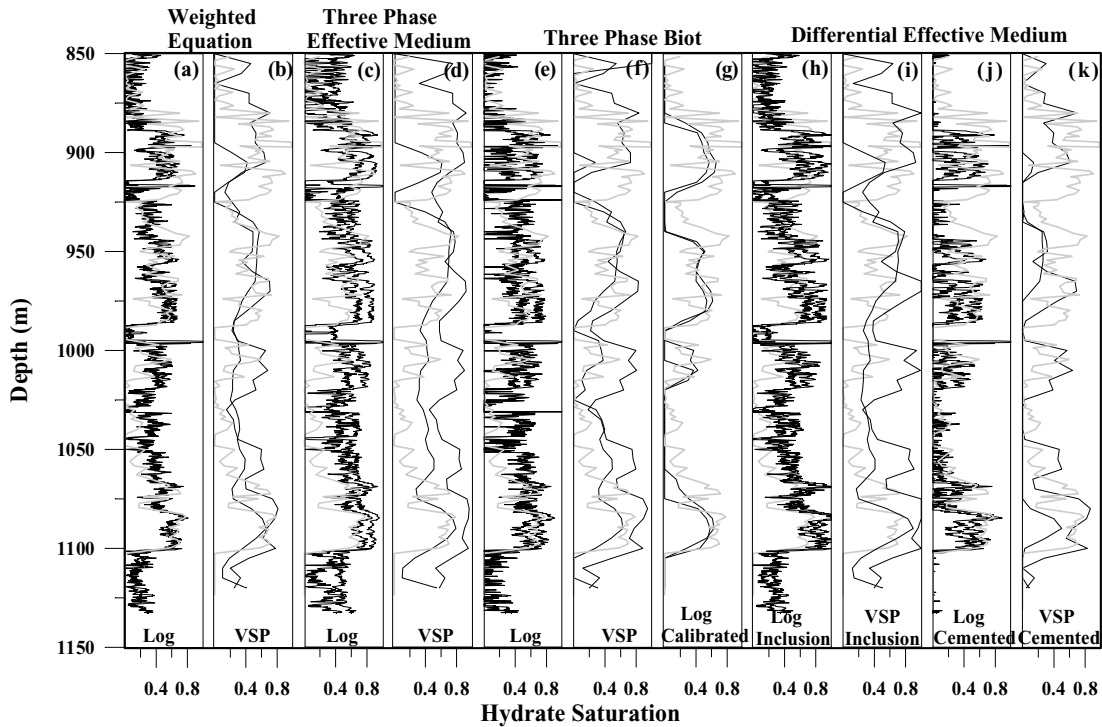 Weighted
Equation
Three Phase
Effective Medium
Three Phase Biot
Differential Effective Medium
(a) (b) (c) (d) (e) (f) (g) (h) (i) (j) (k)
850
900
950
1000
1050
1100
1150
Depth (m)
Log
VSP
Log
VSP
Log
VSP
Log
Calibrated
Log
Inclusion
VSP
Inclusion
Log
Cemented
VSP
Cemented
0.4 0.8 0.4 0.8 0.4 0.8 0.4 0.8 0.4 0.8 0.4 0.8 0.4 0.8 0.4 0.8 0.4 0.8 0.4 0.8 0.4 0.8
Hydrate Saturation